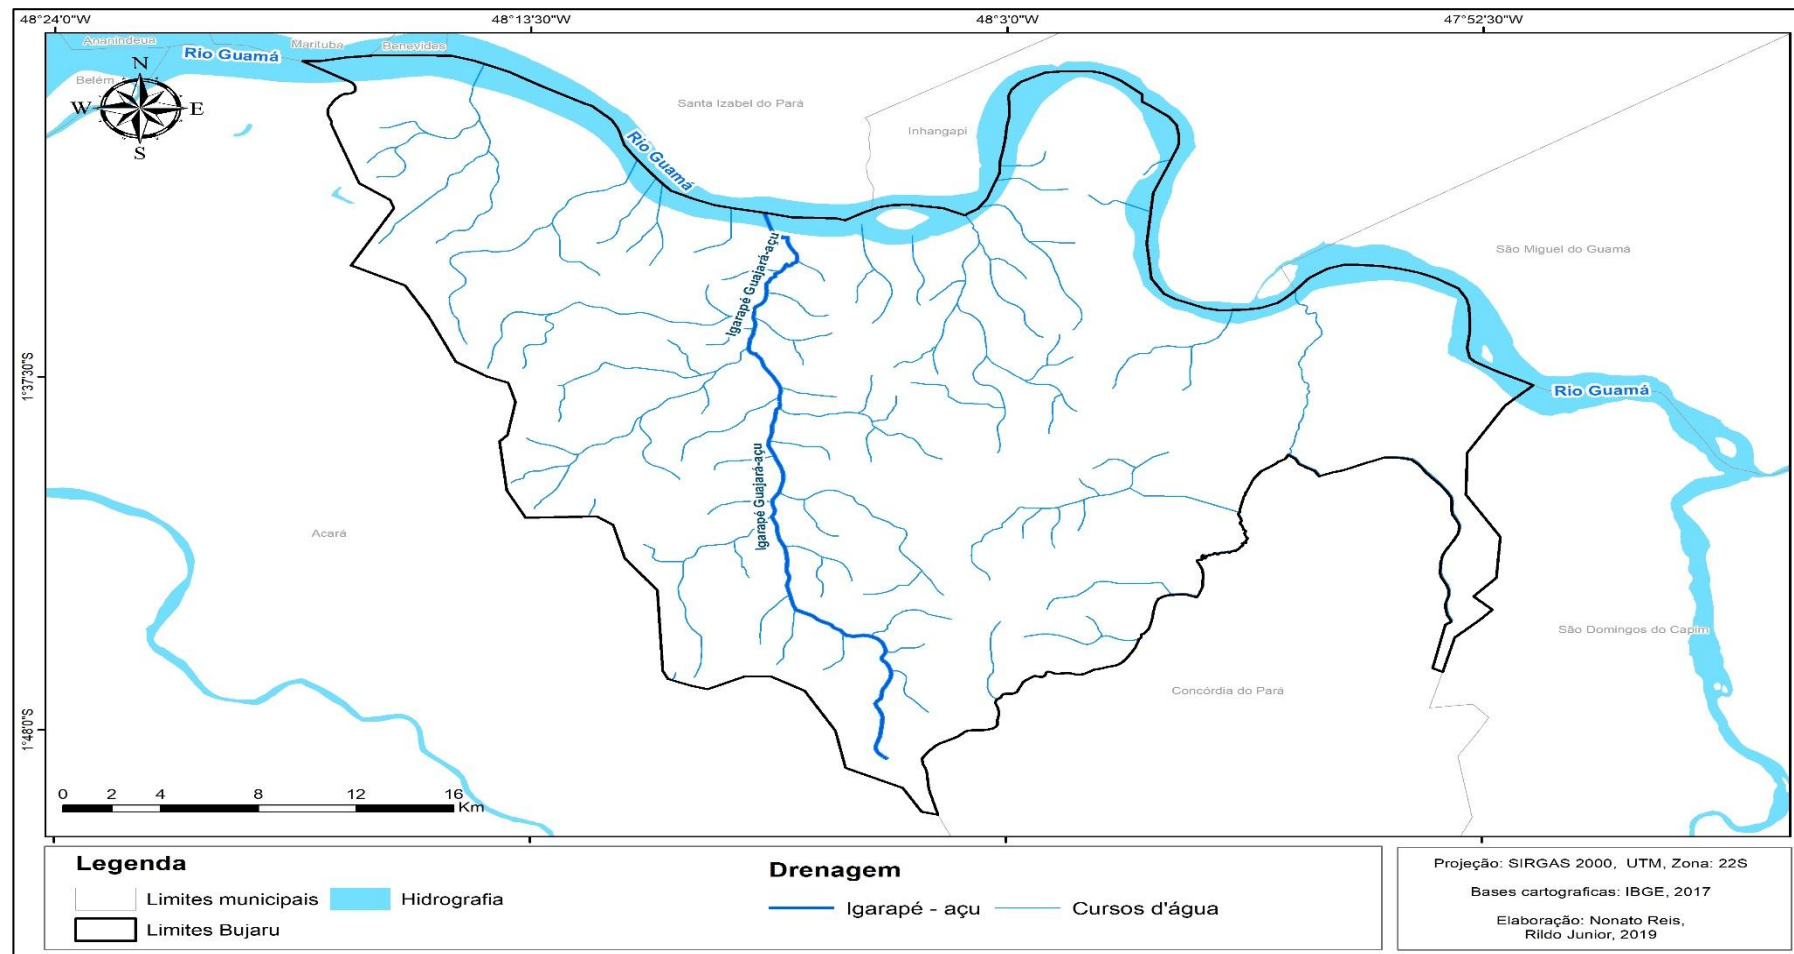 48°24'0"W
48°13'30"W
48°3'0"W
47°52'30"W
Ananindeua
Marituba
Benevides
Rio Guamá
Belém
N
W
E
S
Santa Izabel do Pará
Inhangapi
Rio Guamá
São Miguel do Guamá
Igarapé Guajará-açu
1°37'30"S
Rio Guamá
Igarapé Guajará-açu
Acará
São Domingos do Capim
Concórdia do Pará
1°48'0"S
0 2 4 8 12 16
Km
Legenda
Limites municipais
Hidrografia
Limites Bujaru
Drenagem
Igarapé - açu
Cursos d'água
Projeção: SIRGAS 2000, UTM, Zona: 22S
Bases cartograficas: IBGE, 2017
Elaboração: Nonato Reis,
Rildo Junior, 2019